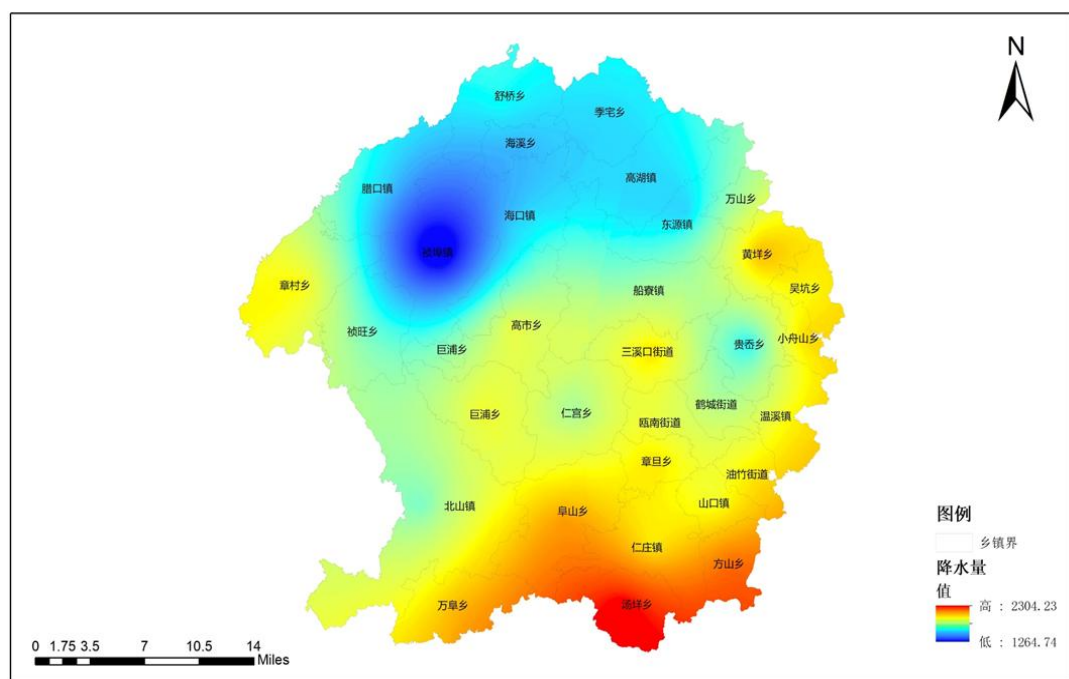 N
舒桥乡
季宅乡
海溪乡
高湖镇
腊口镇
万山乡
海口镇
东源镇
祯埠镇
黄垟乡
章村乡
吴坑乡
船寮镇
祯旺乡
高市乡
小舟山乡
巨浦乡
三溪口街道
贵岙乡
鹤城街道
巨浦乡
仁宫乡
温溪镇
瓯南街道
章旦乡
油竹街道
北山镇
阜山乡
山口镇
仁庄镇
方山乡
万阜乡
汤垟乡
图例
乡镇界
降水量
值
高 : 2304.23
低 : 1264.74
0 1.75 3.5 7 10.5 14
Miles